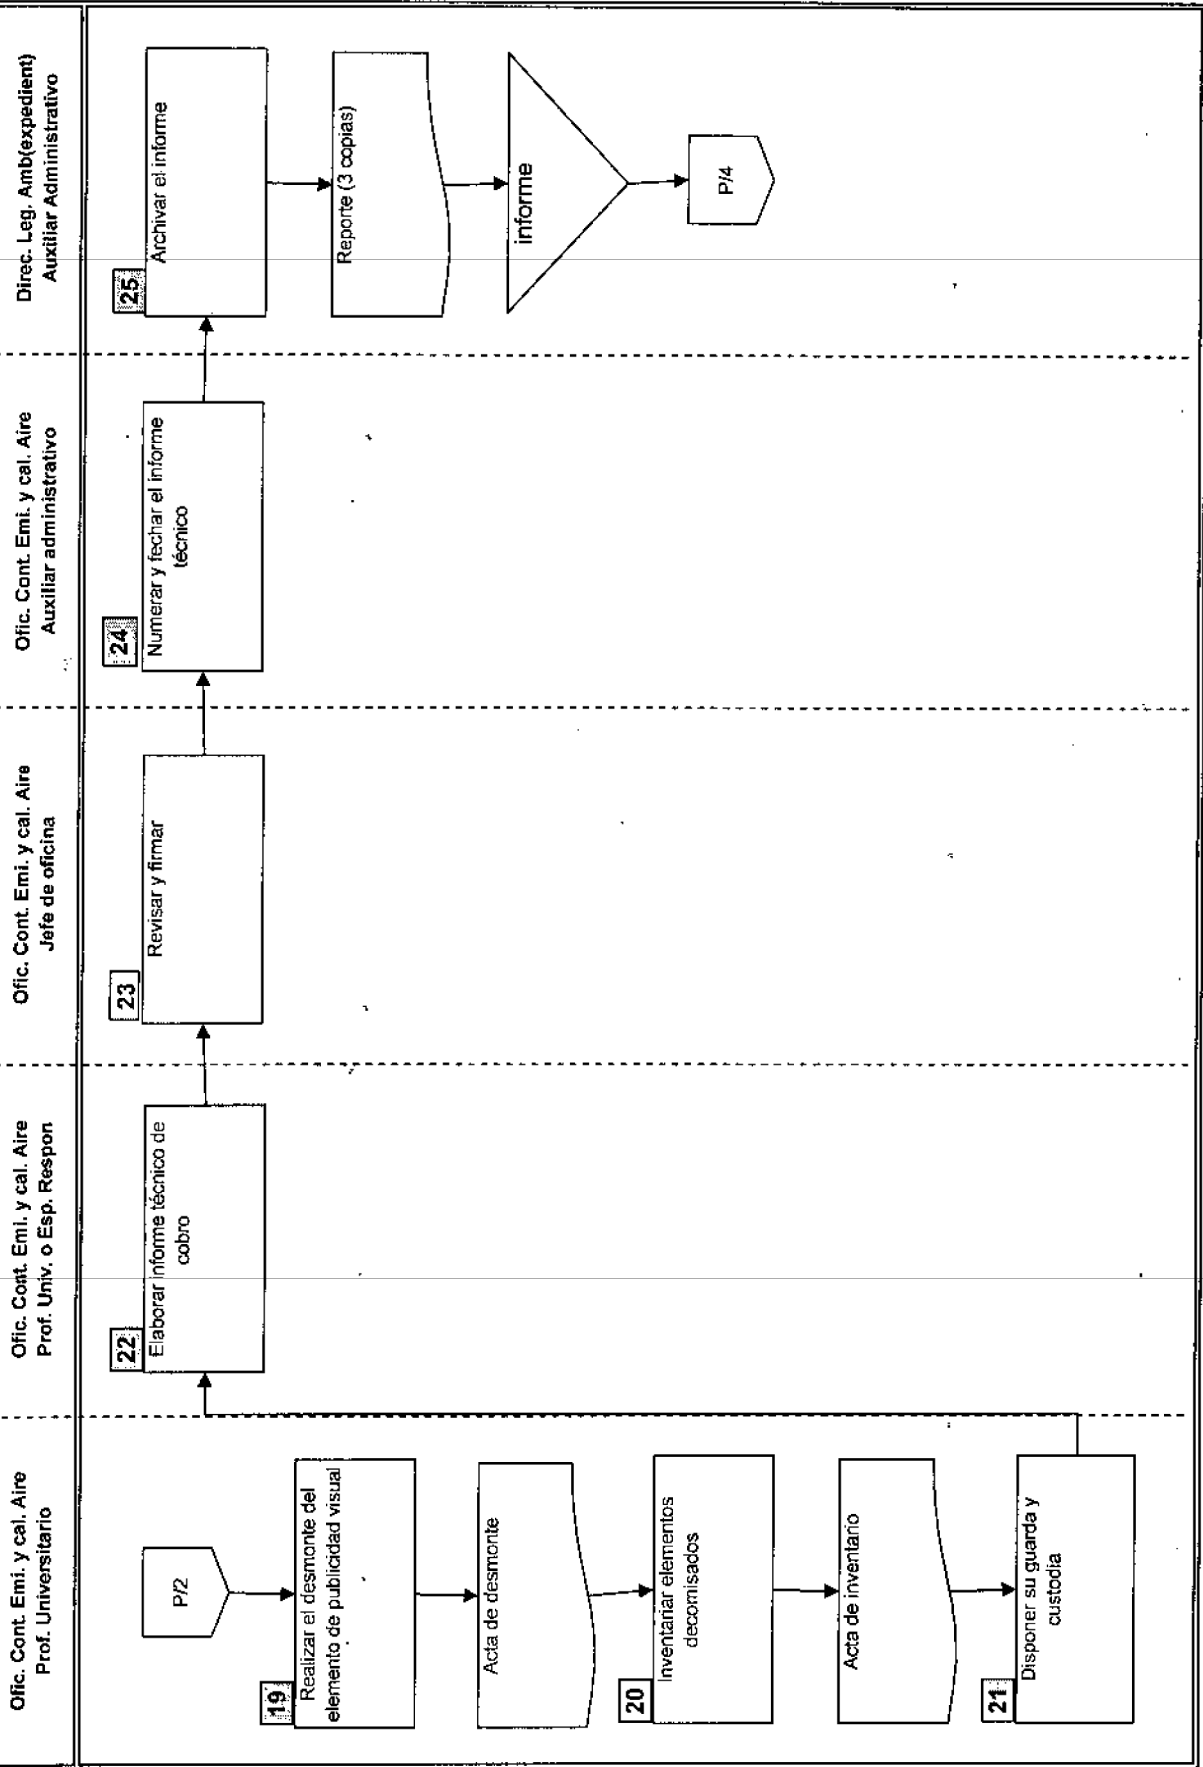 Ofic. Cont. Emi. y cal. Aire
Prof. Universitario
Ofic. Cont. Emi. y cal. Aire
Prof. Univ. o Esp. Respon
Ofic. Cont. Emi. y cal. Aire
Jefe de oficina
Ofic. Cont. Emi. y cal. Aire
Auxiliar administrativo
Direc. Leg. Amb(expedient)
Auxiliar Administrativo
P/2
19
Realizar el desmonte del
elemento de publicidad visual
Acta de desmonte
20
Inventariar elementos
decomisados
Acta de inventario
21
Disponer su guarda y
custodia
22
Elaborar informe técnico de
cobro
23
Revisar y firmar
24
Numerar y fechar el informe
técnico
25
Archivar el informe
Reporte (3 copias)
informe
P/4